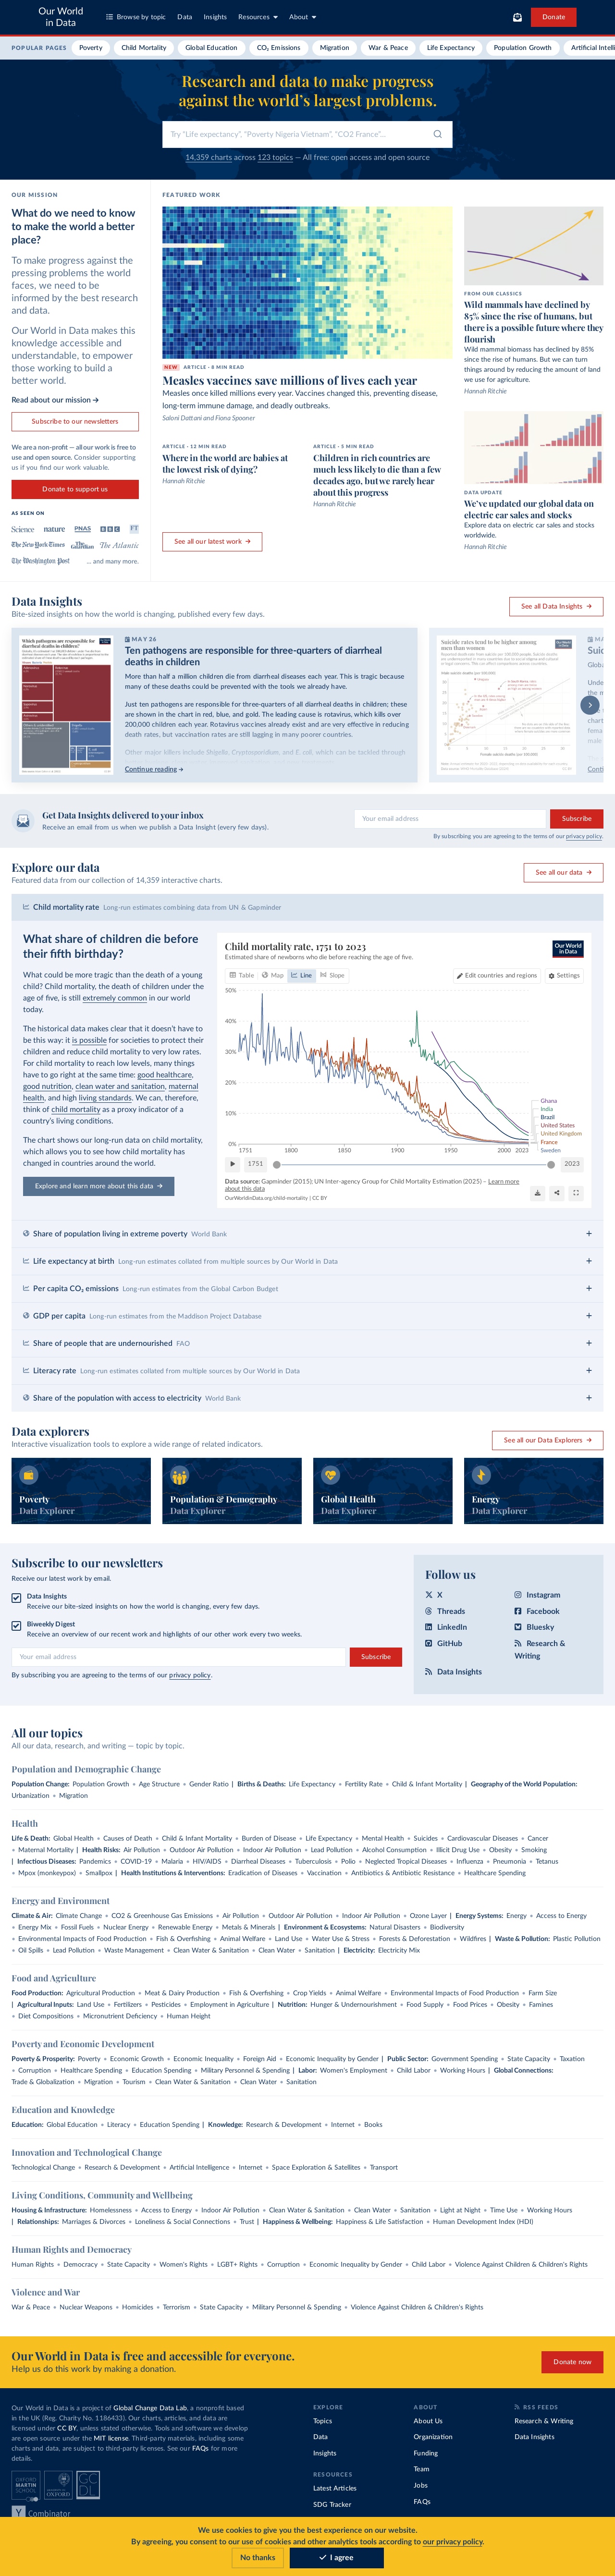 Our World
in Data
Browse by topic
Data
Insights
Resources
About
Donate
POPULAR PAGES
Poverty
Child Mortality
Global Education
CO₂ Emissions
Migration
War & Peace
Life Expectancy
Population Growth
Artificial Intelli
Research and data to make progress
against the world's largest problems.
Try "Life expectancy", "Poverty Nigeria Vietnam", "CO2 France"...
14,359 charts across 123 topics — All free: open access and open source
OUR MISSION
What do we need to know
to make the world a better
place?
To make progress against the
pressing problems the world
faces, we need to be
informed by the best research
and data.
Our World in Data makes this
knowledge accessible and
understandable, to empower
those working to build a
better world.
Read about our mission →
Subscribe to our newsletters
We are a non-profit — all our work is free to
use and open source. Consider supporting
us if you find our work valuable.
Donate to support us
AS SEEN ON
Science nature PNAS BBC FT
The New York Times The Guardian The Atlantic
The Washington Post ... and many more.
FEATURED WORK
NEW ARTICLE · 8 MIN READ
Measles vaccines save millions of lives each year
Measles once killed millions every year. Vaccines changed this, preventing disease,
long-term immune damage, and deadly outbreaks.
Saloni Dattani and Fiona Spooner
ARTICLE · 12 MIN READ
Where in the world are babies at
the lowest risk of dying?
Hannah Ritchie
ARTICLE · 5 MIN READ
Children in rich countries are
much less likely to die than a few
decades ago, but we rarely hear
about this progress
Hannah Ritchie
See all our latest work →
FROM OUR CLASSICS
Wild mammals have declined by
85% since the rise of humans, but
there is a possible future where they
flourish
Wild mammal biomass has declined by 85%
since the rise of humans. But we can turn
things around by reducing the amount of land
we use for agriculture.
Hannah Ritchie
DATA UPDATE
We've updated our global data on
electric car sales and stocks
Explore data on electric car sales and stocks
worldwide.
Hannah Ritchie
Data Insights
Bite-sized insights on how the world is changing, published every few days.
See all Data Insights →
Which pathogens are responsible for
diarrheal deaths in children?
MAY 26
Ten pathogens are responsible for three-quarters of diarrheal
deaths in children
More than half a million children die from diarrheal diseases each year. This is tragic because
many of these deaths could be prevented with the tools we already have.
Just ten pathogens are responsible for three-quarters of all diarrheal deaths in children; these
are shown in the chart in red, blue, and gold. The leading cause is rotavirus, which kills over
200,000 children each year. Rotavirus vaccines already exist and are very effective in reducing
death rates, but vaccination rates are still lagging in many poorer countries.
Other major killers include Shigella, Cryptosporidium, and E. coli, which can be tackled through
Continue reading →
Suicide rates tend to be higher among
men than women
Get Data Insights delivered to your inbox
Receive an email from us when we publish a Data Insight (every few days).
Your email address
Subscribe
By subscribing you are agreeing to the terms of our privacy policy.
Explore our data
Featured data from our collection of 14,359 interactive charts.
See all our data →
Child mortality rate Long-run estimates combining data from UN & Gapminder
What share of children die before
their fifth birthday?
What could be more tragic than the death of a young
child? Child mortality, the death of children under the
age of five, is still extremely common in our world
today.
The historical data makes clear that it doesn't have to
be this way: it is possible for societies to protect their
children and reduce child mortality to very low rates.
For child mortality to reach low levels, many things
have to go right at the same time: good healthcare,
good nutrition, clean water and sanitation, maternal
health, and high living standards. We can, therefore,
think of child mortality as a proxy indicator of a
country's living conditions.
The chart shows our long-run data on child mortality,
which allows you to see how child mortality has
changed in countries around the world.
Explore and learn more about this data →
Child mortality rate, 1751 to 2023
Estimated share of newborns who die before reaching the age of five.
Our World
in Data
Table
Map
Line
Slope
Edit countries and regions
Settings
50%
40%
30%
20%
10%
0%
1751
1800
1850
1900
1950
2000
2023
Ghana
India
Brazil
United States
United Kingdom
France
Sweden
1751
2023
Data source: Gapminder (2015); UN Inter-agency Group for Child Mortality Estimation (2025) – Learn more
about this data
OurWorldinData.org/child-mortality | CC BY
Share of population living in extreme poverty World Bank
Life expectancy at birth Long-run estimates collated from multiple sources by Our World in Data
Per capita CO₂ emissions Long-run estimates from the Global Carbon Budget
GDP per capita Long-run estimates from the Maddison Project Database
Share of people that are undernourished FAO
Literacy rate Long-run estimates collated from multiple sources by Our World in Data
Share of the population with access to electricity World Bank
Data explorers
Interactive visualization tools to explore a wide range of related indicators.
See all our Data Explorers →
Poverty
Data Explorer
Population & Demography
Data Explorer
Global Health
Data Explorer
Energy
Data Explorer
Subscribe to our newsletters
Receive our latest work by email.
Data Insights
Receive our bite-sized insights on how the world is changing, every few days.
Biweekly Digest
Receive an overview of our recent work and highlights of our other work every two weeks.
Your email address
Subscribe
By subscribing you are agreeing to the terms of our privacy policy.
Follow us
X
Instagram
Threads
Facebook
LinkedIn
Bluesky
GitHub
Research &
Writing
Data Insights
All our topics
All our data, research, and writing — topic by topic.
Population and Demographic Change
Population Change: Population Growth • Age Structure • Gender Ratio | Births & Deaths: Life Expectancy • Fertility Rate • Child & Infant Mortality | Geography of the World Population:
Urbanization • Migration
Health
Life & Death: Global Health • Causes of Death • Child & Infant Mortality • Burden of Disease • Life Expectancy • Mental Health • Suicides • Cardiovascular Diseases • Cancer
• Maternal Mortality | Health Risks: Air Pollution • Outdoor Air Pollution • Indoor Air Pollution • Lead Pollution • Alcohol Consumption • Illicit Drug Use • Obesity • Smoking
| Infectious Diseases: Pandemics • COVID-19 • Malaria • HIV/AIDS • Diarrheal Diseases • Tuberculosis • Polio • Neglected Tropical Diseases • Influenza • Pneumonia • Tetanus
• Mpox (monkeypox) • Smallpox | Health Institutions & Interventions: Eradication of Diseases • Vaccination • Antibiotics & Antibiotic Resistance • Healthcare Spending
Energy and Environment
Climate & Air: Climate Change • CO2 & Greenhouse Gas Emissions • Air Pollution • Outdoor Air Pollution • Indoor Air Pollution • Ozone Layer | Energy Systems: Energy • Access to Energy
• Energy Mix • Fossil Fuels • Nuclear Energy • Renewable Energy • Metals & Minerals | Environment & Ecosystems: Natural Disasters • Biodiversity
• Environmental Impacts of Food Production • Fish & Overfishing • Animal Welfare • Land Use • Water Use & Stress • Forests & Deforestation • Wildfires | Waste & Pollution: Plastic Pollution
• Oil Spills • Lead Pollution • Waste Management • Clean Water & Sanitation • Clean Water • Sanitation | Electricity: Electricity Mix
Food and Agriculture
Food Production: Agricultural Production • Meat & Dairy Production • Fish & Overfishing • Crop Yields • Animal Welfare • Environmental Impacts of Food Production • Farm Size
| Agricultural Inputs: Land Use • Fertilizers • Pesticides • Employment in Agriculture | Nutrition: Hunger & Undernourishment • Food Supply • Food Prices • Obesity • Famines
• Diet Compositions • Micronutrient Deficiency • Human Height
Poverty and Economic Development
Poverty & Prosperity: Poverty • Economic Growth • Economic Inequality • Foreign Aid • Economic Inequality by Gender | Public Sector: Government Spending • State Capacity • Taxation
• Corruption • Healthcare Spending • Education Spending • Military Personnel & Spending | Labor: Women's Employment • Child Labor • Working Hours | Global Connections:
Trade & Globalization • Migration • Tourism • Clean Water & Sanitation • Clean Water • Sanitation
Education and Knowledge
Education: Global Education • Literacy • Education Spending | Knowledge: Research & Development • Internet • Books
Innovation and Technological Change
Technological Change • Research & Development • Artificial Intelligence • Internet • Space Exploration & Satellites • Transport
Living Conditions, Community and Wellbeing
Housing & Infrastructure: Homelessness • Access to Energy • Indoor Air Pollution • Clean Water & Sanitation • Clean Water • Sanitation • Light at Night • Time Use • Working Hours
| Relationships: Marriages & Divorces • Loneliness & Social Connections • Trust | Happiness & Wellbeing: Happiness & Life Satisfaction • Human Development Index (HDI)
Human Rights and Democracy
Human Rights • Democracy • State Capacity • Women's Rights • LGBT+ Rights • Corruption • Economic Inequality by Gender • Child Labor • Violence Against Children & Children's Rights
Violence and War
War & Peace • Nuclear Weapons • Homicides • Terrorism • State Capacity • Military Personnel & Spending • Violence Against Children & Children's Rights
Our World in Data is free and accessible for everyone.
Help us do this work by making a donation.
Donate now
Our World in Data is a project of Global Change Data Lab, a nonprofit based
in the UK (Reg. Charity No. 1186433). Our charts, articles, and data are
licensed under CC BY, unless stated otherwise. Tools and software we develop
are open source under the MIT license. Third-party materials, including some
charts and data, are subject to third-party licenses. See our FAQs for more
details.
OXFORD
MARTIN
SCHOOL
UNIVERSITY OF
OXFORD
GC
DL
Y Combinator
EXPLORE
Topics
Data
Insights
RESOURCES
Latest Articles
SDG Tracker
ABOUT
About Us
Organization
Funding
Team
Jobs
FAQs
RSS FEEDS
Research & Writing
Data Insights
We use cookies to give you the best experience on our website.
By agreeing, you consent to our use of cookies and other analytics tools according to our privacy policy.
No thanks
I agree